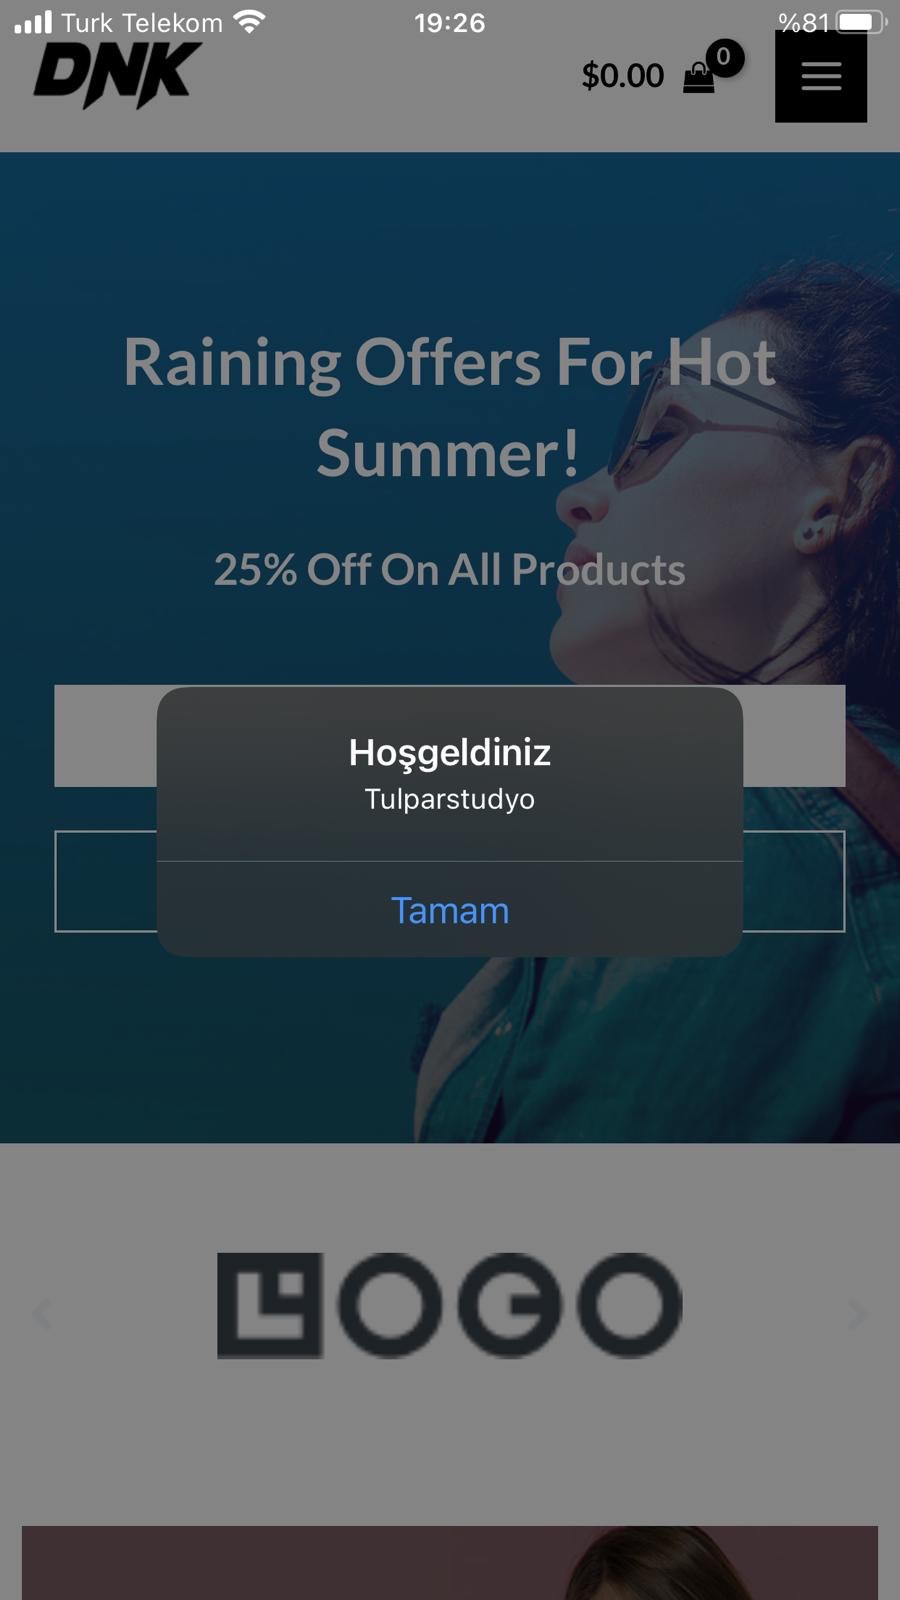 Turk Telekom
19:26
%81
DNK
$0.00
0
Raining Offers For Hot
Summer!
25% Off On All Products
Hoşgeldiniz
Tulparstudyo
Tamam
LOGO